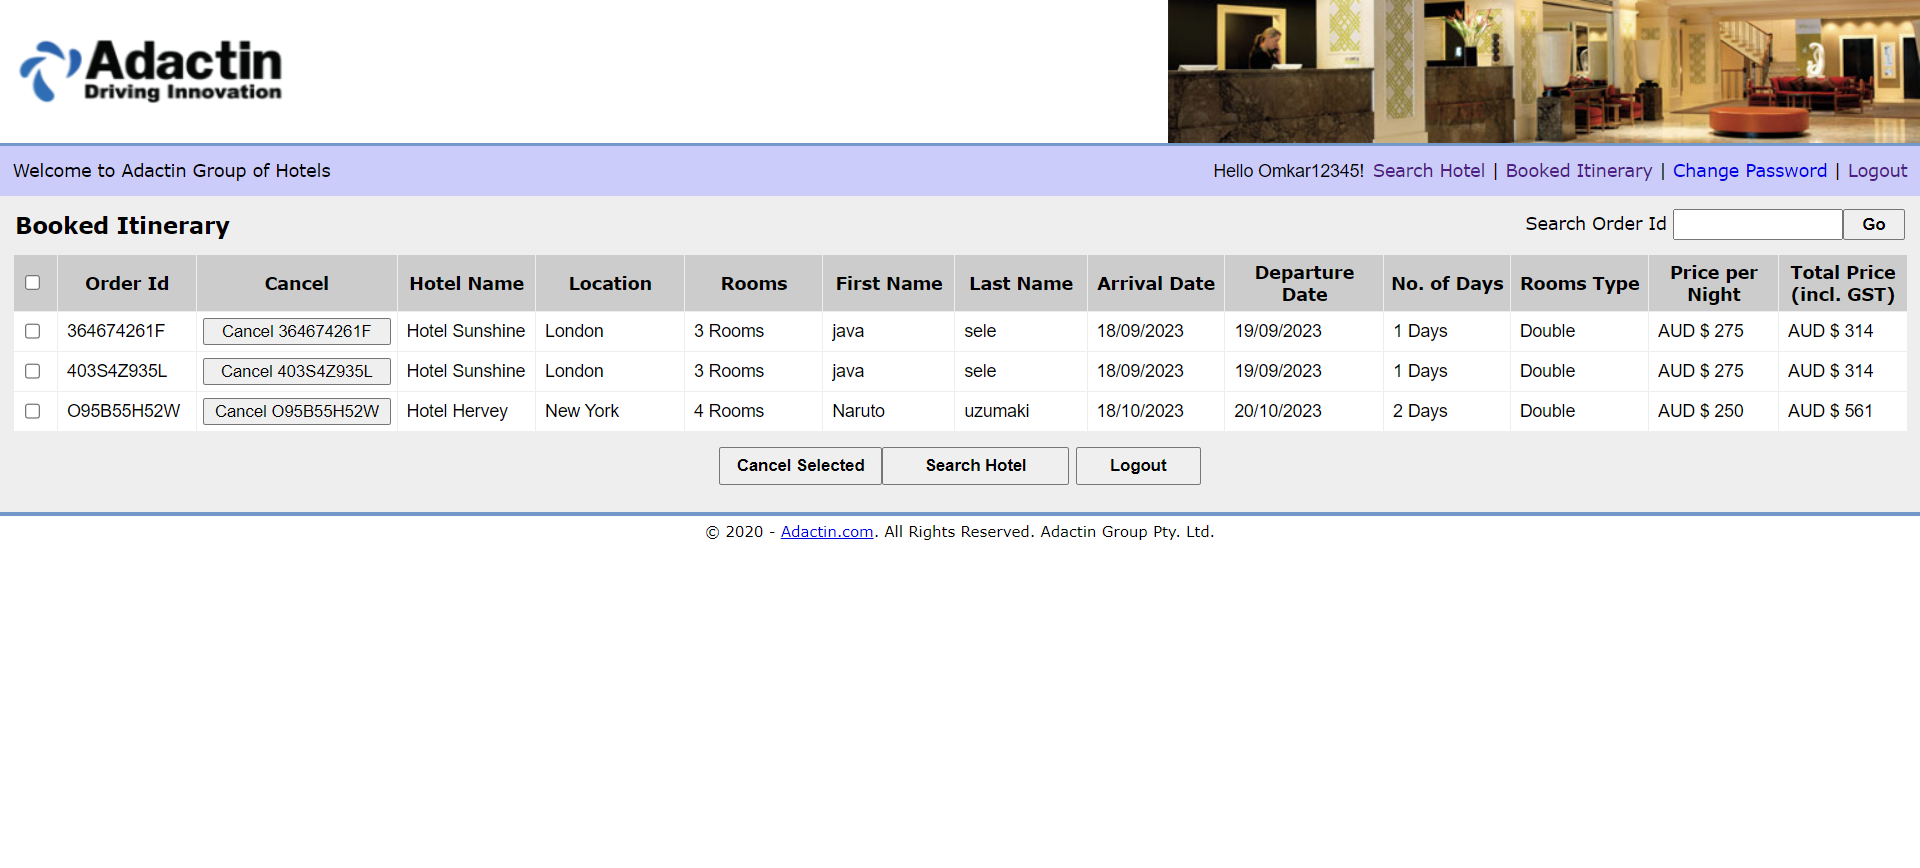 Adactin
Driving Innovation
Welcome to Adactin Group of Hotels
Hello Omkar12345! Search Hotel | Booked Itinerary | Change Password | Logout
Booked Itinerary
Search Order Id Go
Order Id Cancel Hotel Name Location Rooms First Name Last Name Arrival Date Departure Date No. of Days Rooms Type Price per Night Total Price (incl. GST)
364674261F Cancel 364674261F Hotel Sunshine London 3 Rooms java sele 18/09/2023 19/09/2023 1 Days Double AUD $ 275 AUD $ 314
403S4Z935L Cancel 403S4Z935L Hotel Sunshine London 3 Rooms java sele 18/09/2023 19/09/2023 1 Days Double AUD $ 275 AUD $ 314
O95B55H52W Cancel O95B55H52W Hotel Hervey New York 4 Rooms Naruto uzumaki 18/10/2023 20/10/2023 2 Days Double AUD $ 250 AUD $ 561
Cancel Selected Search Hotel Logout
© 2020 - Adactin.com. All Rights Reserved. Adactin Group Pty. Ltd.